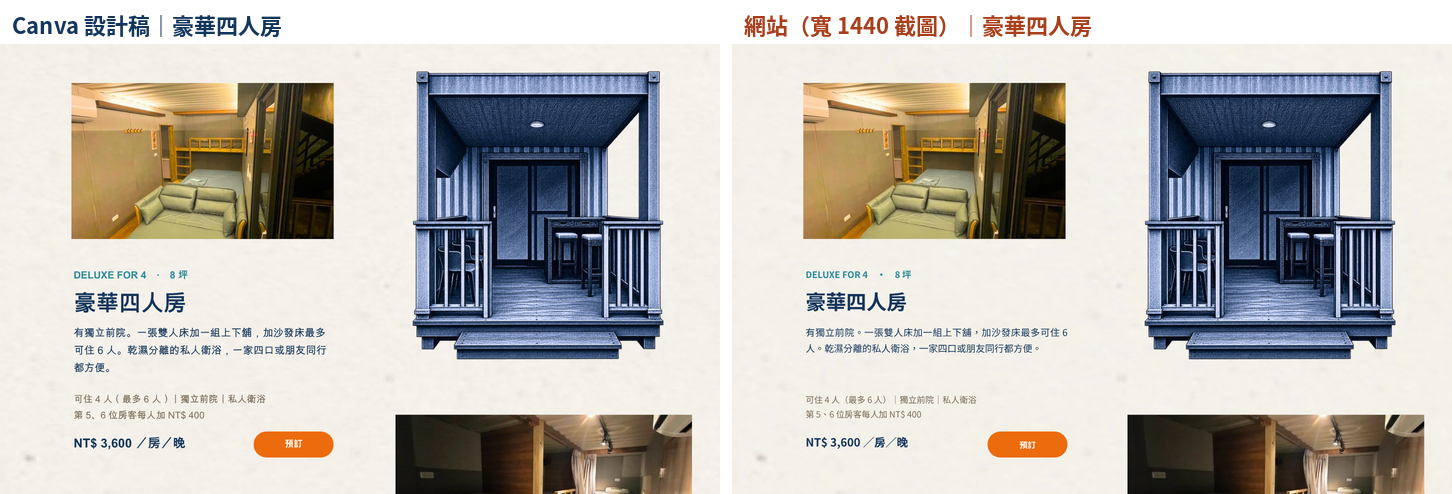 Canva 設計稿｜豪華四人房
DELUXE FOR 4 · 8 坪
豪華四人房
有獨立前院。一張雙人床加一組上下舖，加沙發床最多
可住 6 人。乾濕分離的私人衛浴，一家四口或朋友同行
都方便。
可住 4 人（最多 6 人）｜獨立前院｜私人衛浴
第 5、6 位房客每人加 NT$ 400
NT$ 3,600 ／房／晚
預訂
網站（寬 1440 截圖）｜豪華四人房
DELUXE FOR 4 · 8 坪
豪華四人房
有獨立前院。一張雙人床加一組上下舖，加沙發床最多可住 6
人。乾濕分離的私人衛浴，一家四口或朋友同行都方便。
可住 4 人（最多 6 人）｜獨立前院｜私人衛浴
第 5、6 位房客每人加 NT$ 400
NT$ 3,600 ／房／晚
預訂